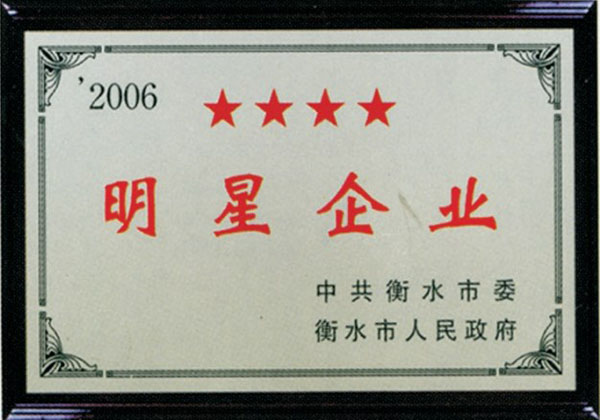 '2006
★★★★
明星企业
中共衡水市委
衡水市人民政府